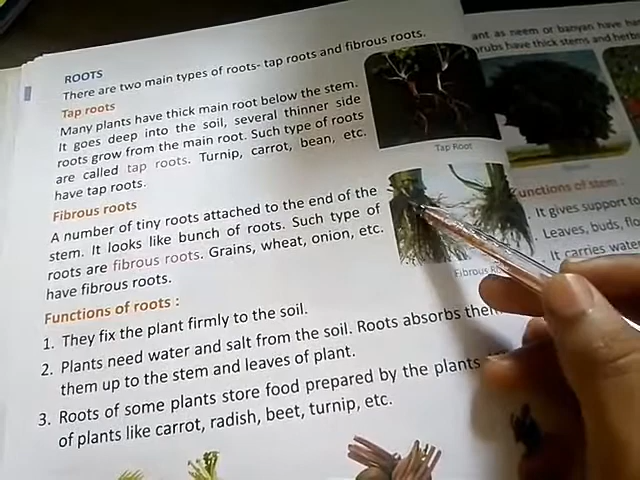 ROOTS
There are two main types of roots- tap roots and fibrous roots.
Tap roots
Many plants have thick main root below the stem.
It goes deep into the soil, several thinner side
roots grow from the main root. Such type of roots
are called tap roots. Turnip, carrot, bean, etc.
have tap roots.
Tap Root
Fibrous roots
A number of tiny roots attached to the end of the
stem. It looks like bunch of roots. Such type of
roots are fibrous roots. Grains, wheat, onion, etc.
have fibrous roots.
Fibrous
Functions of roots :
1. They fix the plant firmly to the soil.
2. Plants need water and salt from the soil. Roots absorbs
them up to the stem and leaves of plant.
3. Roots of some plants store food prepared by the plants
of plants like carrot, radish, beet, turnip, etc.
ant as neem or banyan have
have thick stems and
unctions of stem :
It gives support to
Leaves, buds,
It carries